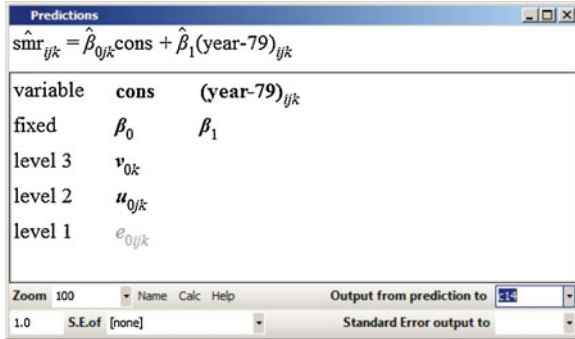 Predictions
sm̂r_ijk = β̂_0jk cons + β̂_1(year-79)_ijk
variable cons (year-79)_ijk
fixed β_0 β_1
level 3 v_0k
level 2 u_0jk
level 1 e_0ijk
Zoom 100 Name Calc Help Output from prediction to c14
1.0 S.E.of [none] Standard Error output to